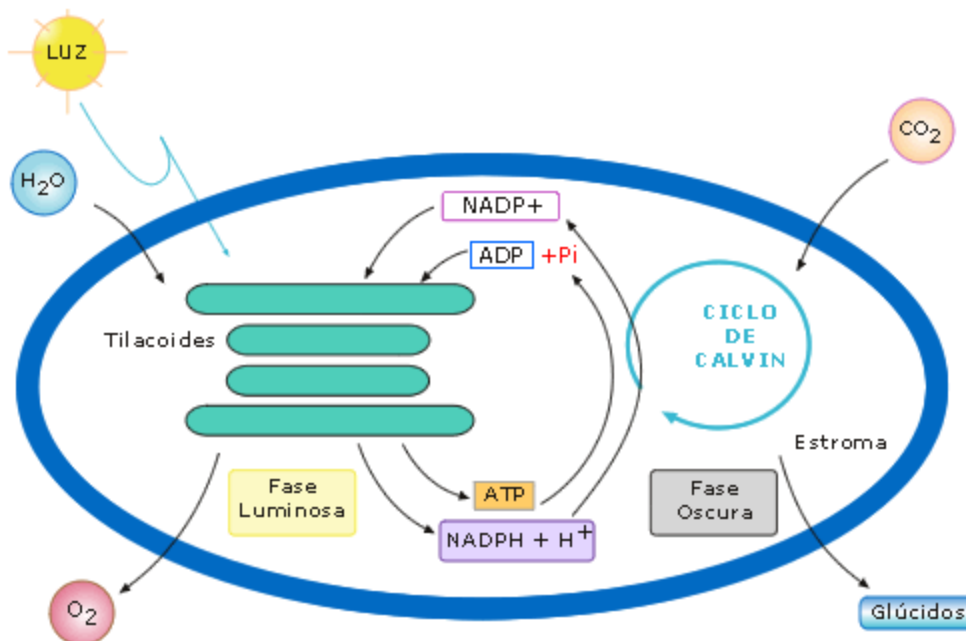 LUZ
H2O
CO2
NADP+
ADP +Pi
Tilacoides
CICLO
DE
CALVIN
Estroma
Fase
Luminosa
ATP
NADPH + H+
Fase
Oscura
O2
Glúcidos